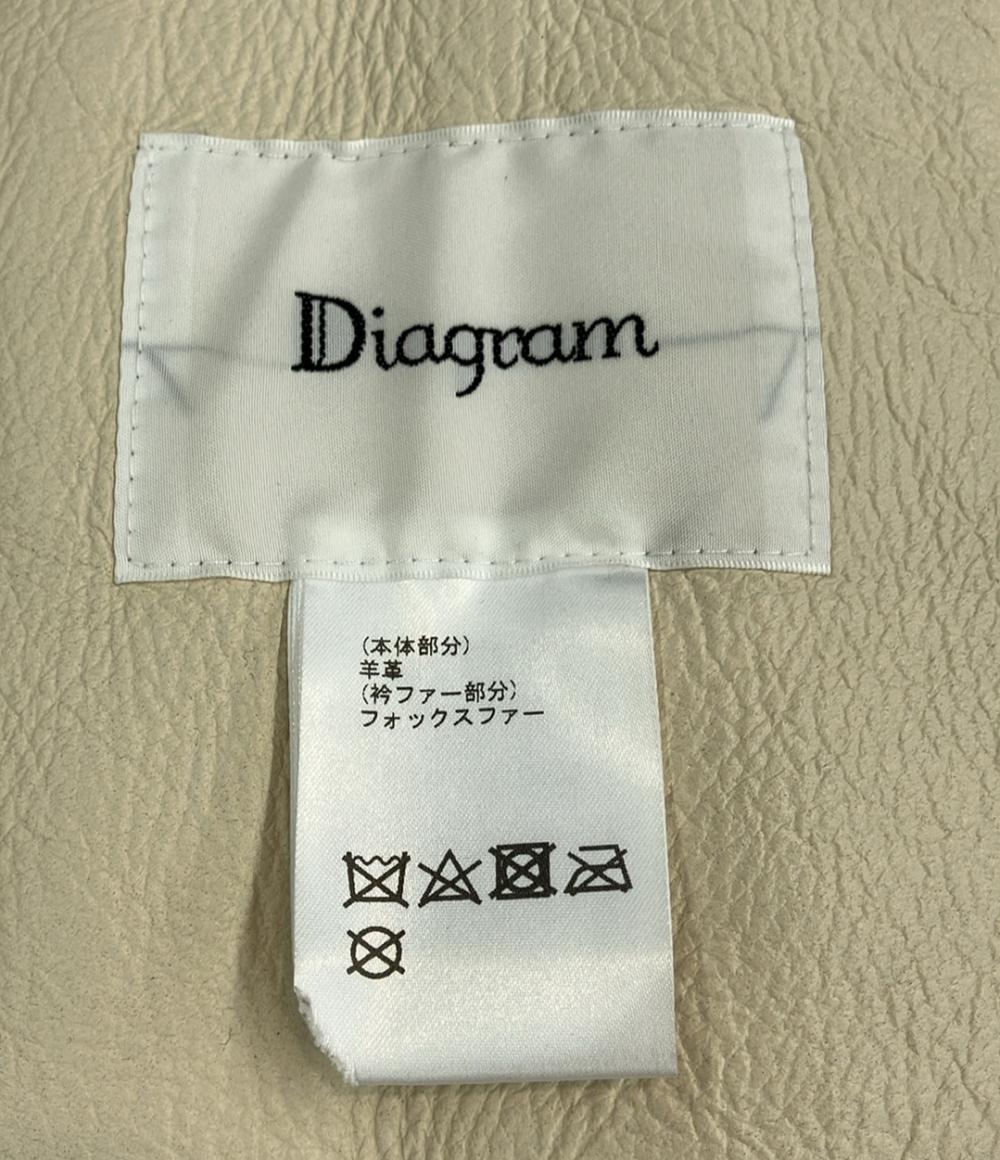 Diagram
(本体部分)
羊革
(衿ファー部分)
フォックスファー